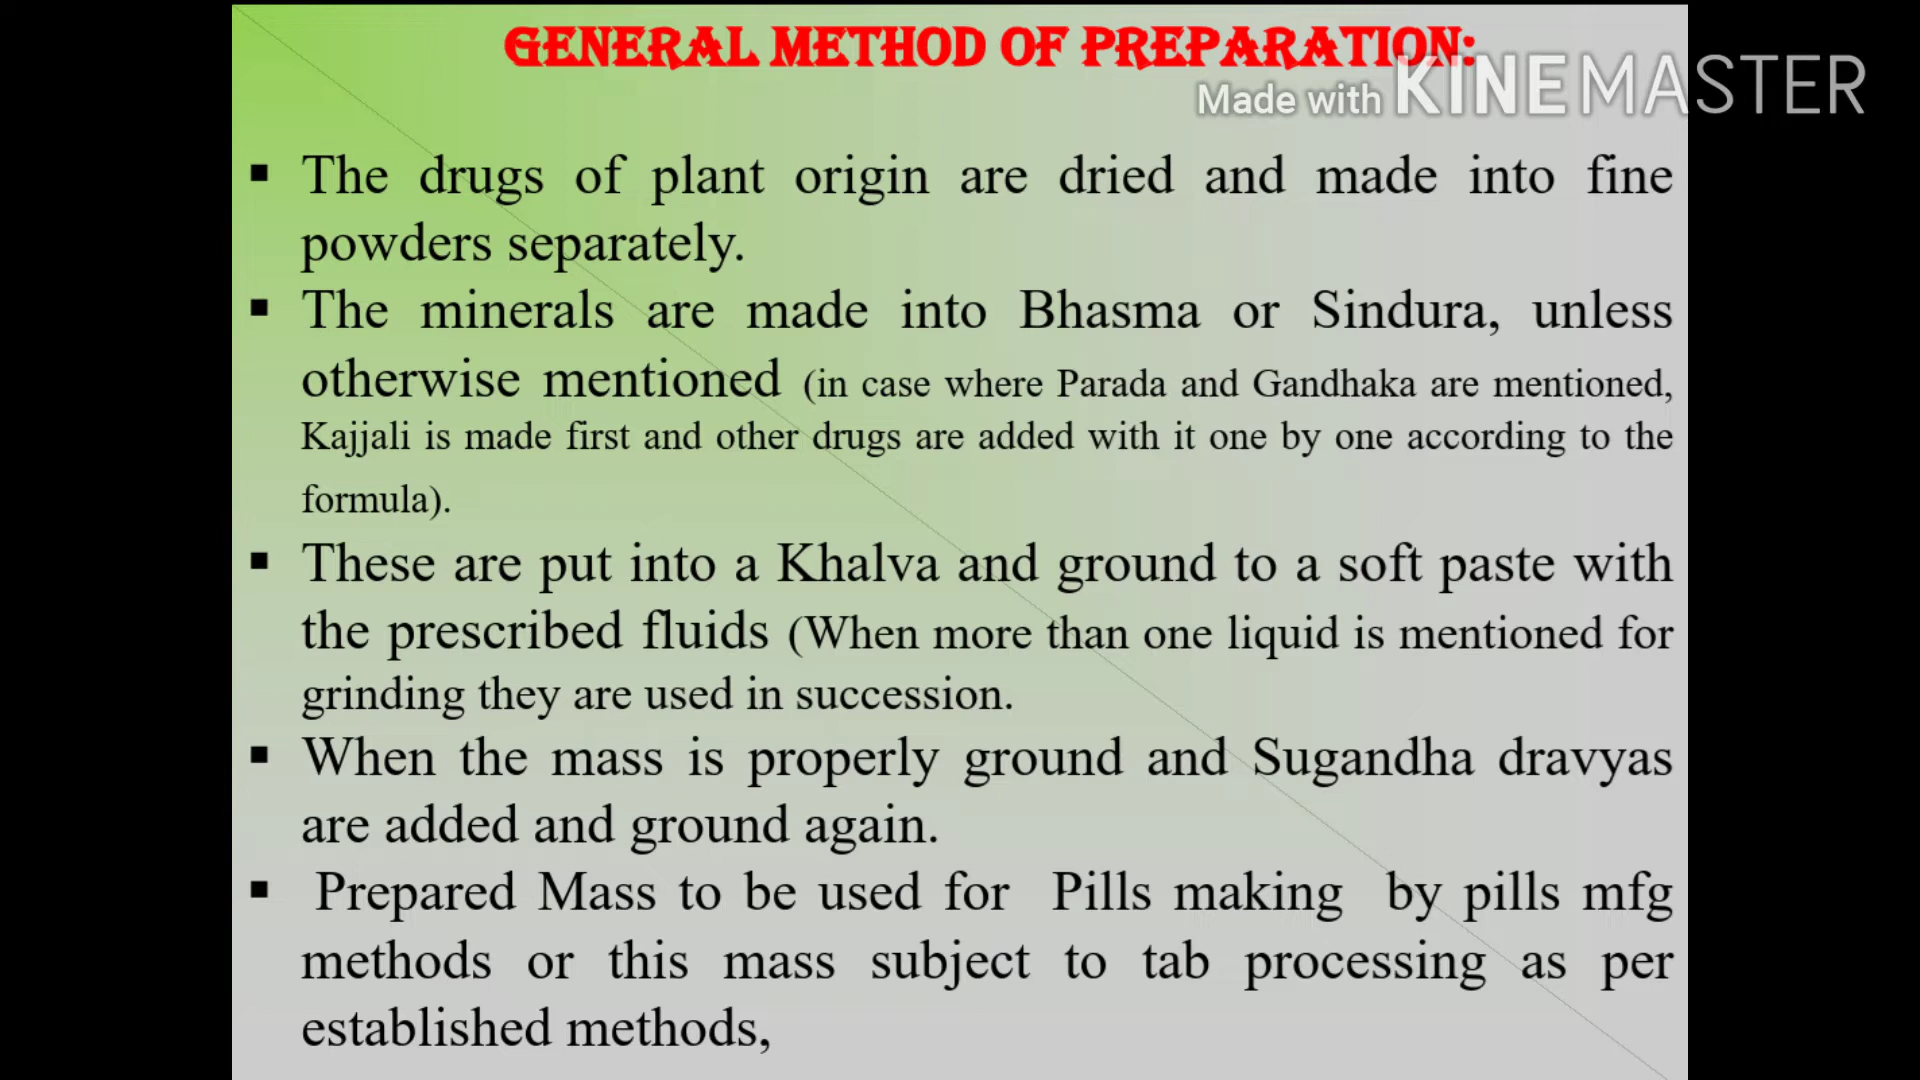 GENERAL METHOD OF PREPARATION:
Made with KINEMASTER
▪ The drugs of plant origin are dried and made into fine
powders separately.
▪ The minerals are made into Bhasma or Sindura, unless
otherwise mentioned (in case where Parada and Gandhaka are mentioned,
Kajjali is made first and other drugs are added with it one by one according to the
formula).
▪ These are put into a Khalva and ground to a soft paste with
the prescribed fluids (When more than one liquid is mentioned for
grinding they are used in succession.
▪ When the mass is properly ground and Sugandha dravyas
are added and ground again.
▪ Prepared Mass to be used for Pills making by pills mfg
methods or this mass subject to tab processing as per
established methods,